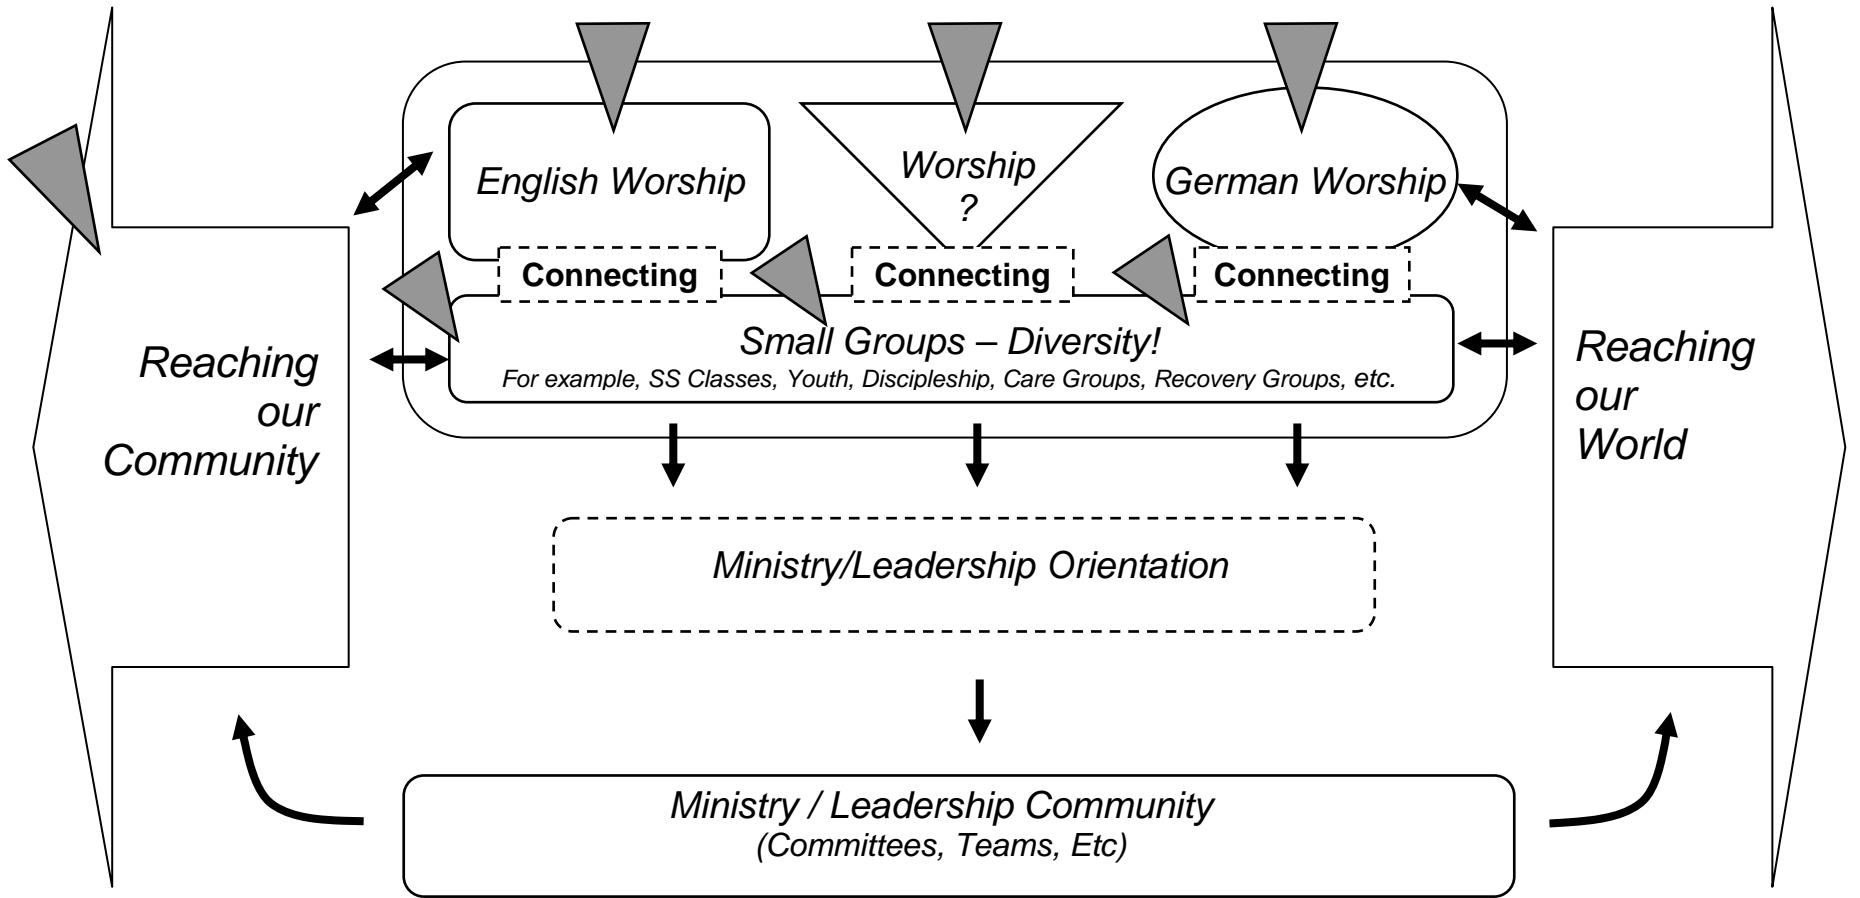 English Worship
Worship
?
German Worship
Connecting
Connecting
Connecting
Small Groups – Diversity!
For example, SS Classes, Youth, Discipleship, Care Groups, Recovery Groups, etc.
Reaching
our
Community
Reaching
our
World
Ministry/Leadership Orientation
Ministry / Leadership Community
(Committees, Teams, Etc)